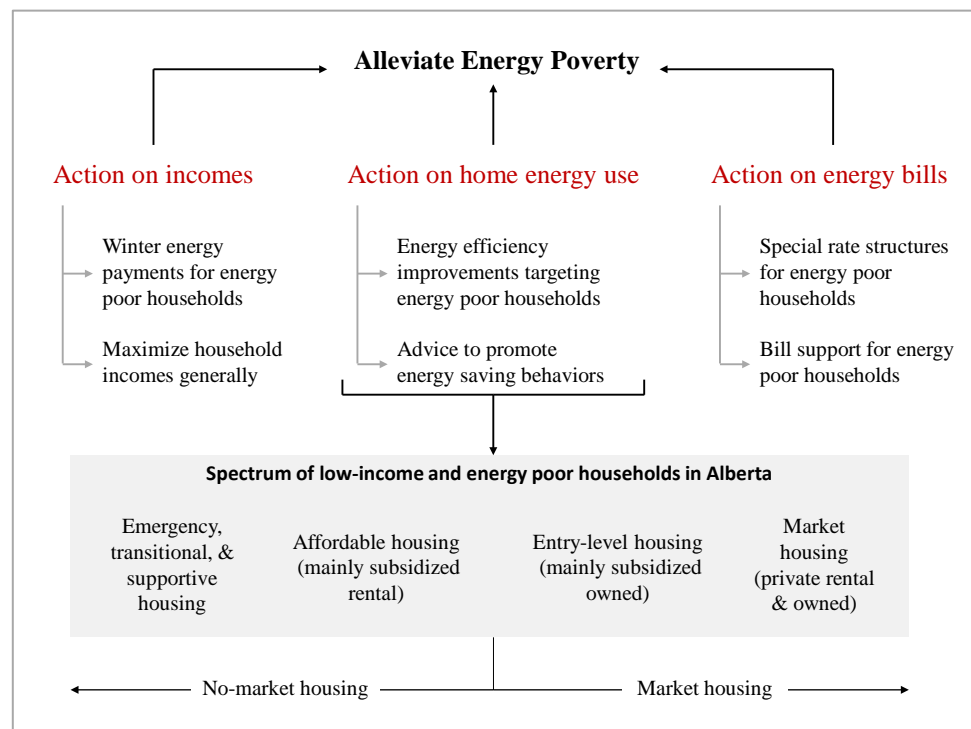 Alleviate Energy Poverty
Action on incomes
Winter energy
payments for energy
poor households
Maximize household
incomes generally
Action on home energy use
Energy efficiency
improvements targeting
energy poor households
Advice to promote
energy saving behaviors
Action on energy bills
Special rate structures
for energy poor
households
Bill support for energy
poor households
Spectrum of low-income and energy poor households in Alberta
Emergency,
transitional, &
supportive
housing
Affordable housing
(mainly subsidized
rental)
Entry-level housing
(mainly subsidized
owned)
Market
housing
(private rental
& owned)
No-market housing
Market housing